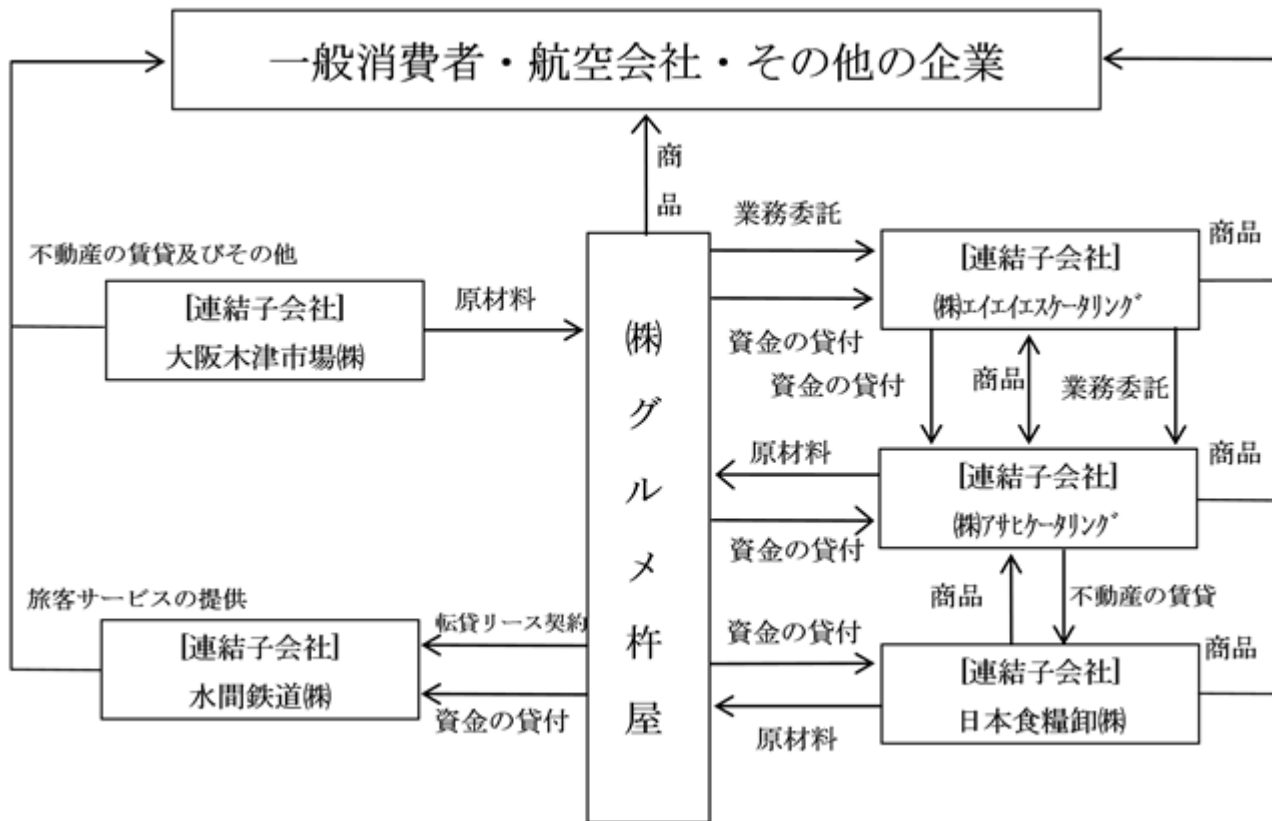 一般消費者・航空会社・その他の企業
商
品
業務委託
商品
不動産の賃貸及びその他
[連結子会社]
大阪木津市場㈱
原材料
㈱グルメ杵屋
[連結子会社]
㈱ｴｲｴｲｴｽｹｰﾀﾘﾝｸﾞ
資金の貸付
資金の貸付
商品
業務委託
原材料
商品
[連結子会社]
㈱ｱｻﾋｹｰﾀﾘﾝｸﾞ
資金の貸付
商品
不動産の賃貸
旅客サービスの提供
[連結子会社]
水間鉄道㈱
転貸リース契約
資金の貸付
資金の貸付
商品
[連結子会社]
日本食糧卸㈱
原材料